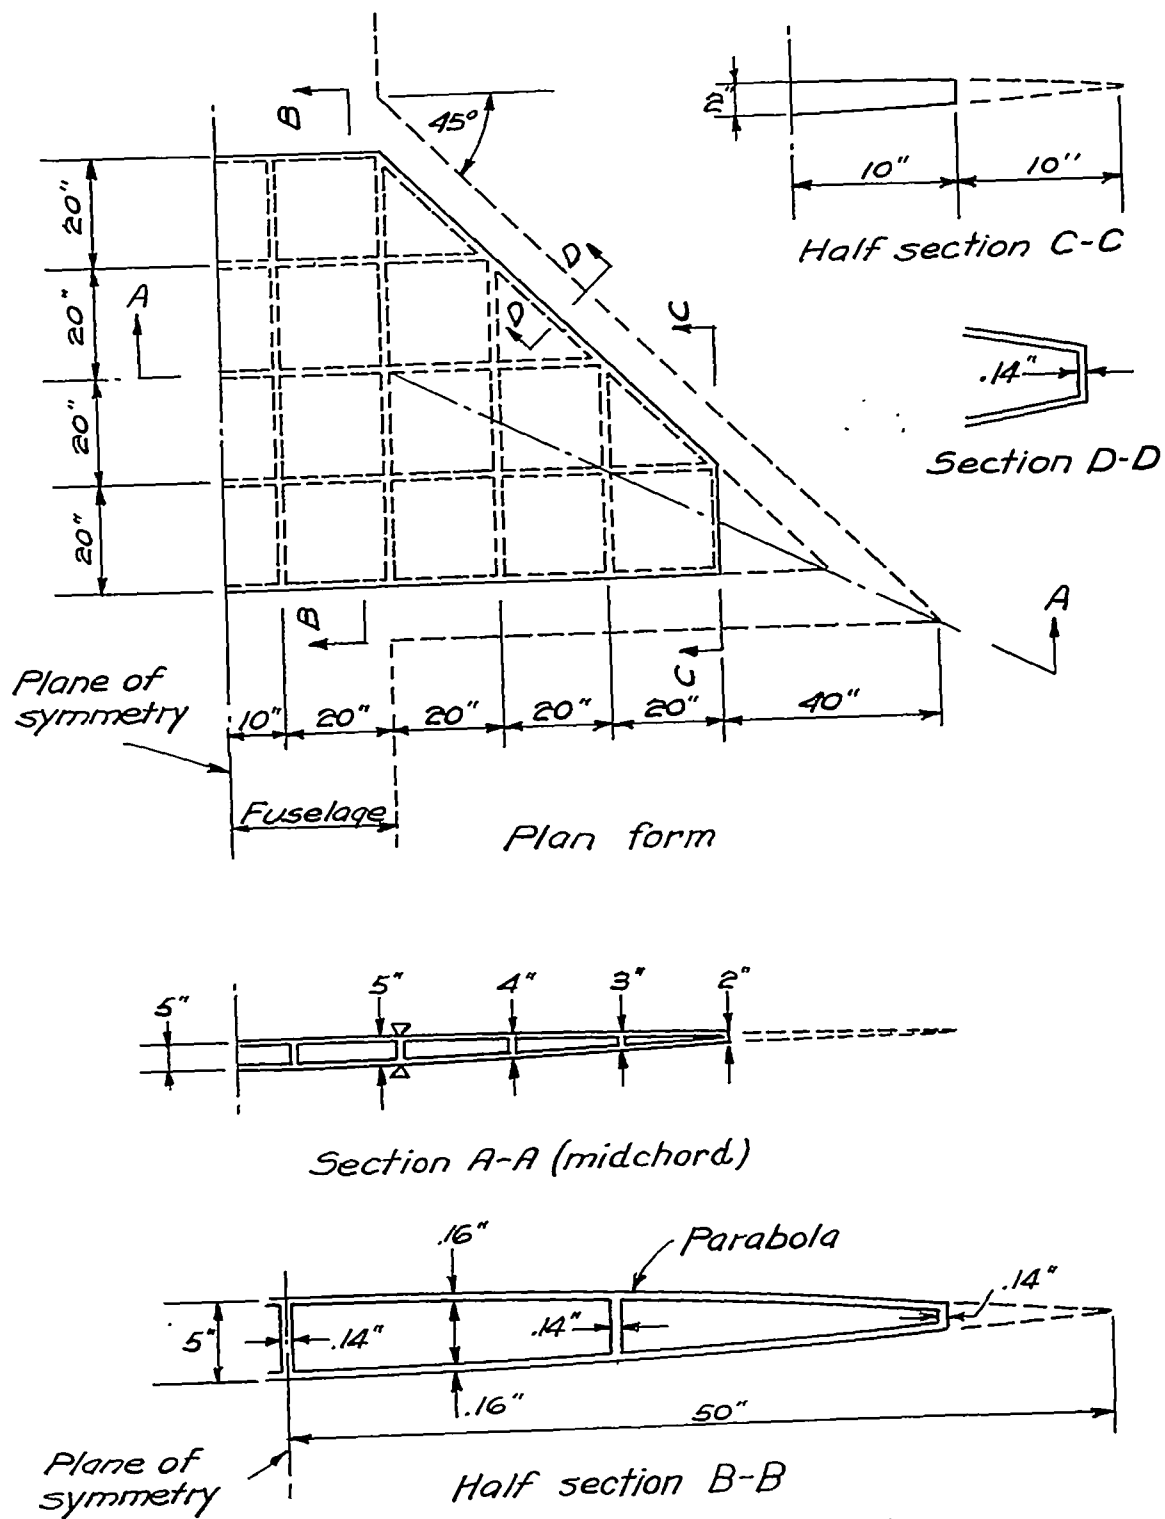 B
45°
2"
10"
10"
Half section C-C
20"
20"
20"
20"
A
D
D
C
.14"
Section D-D
B
C
A
Plane of
symmetry
10"
20"
20"
20"
20"
40"
Fuselage
Plan form
5"
5"
4"
3"
2"
Section A-A (midchord)
.16"
Parabola
.14"
5"
.14"
.14"
.16"
50"
Plane of
symmetry
Half section B-B